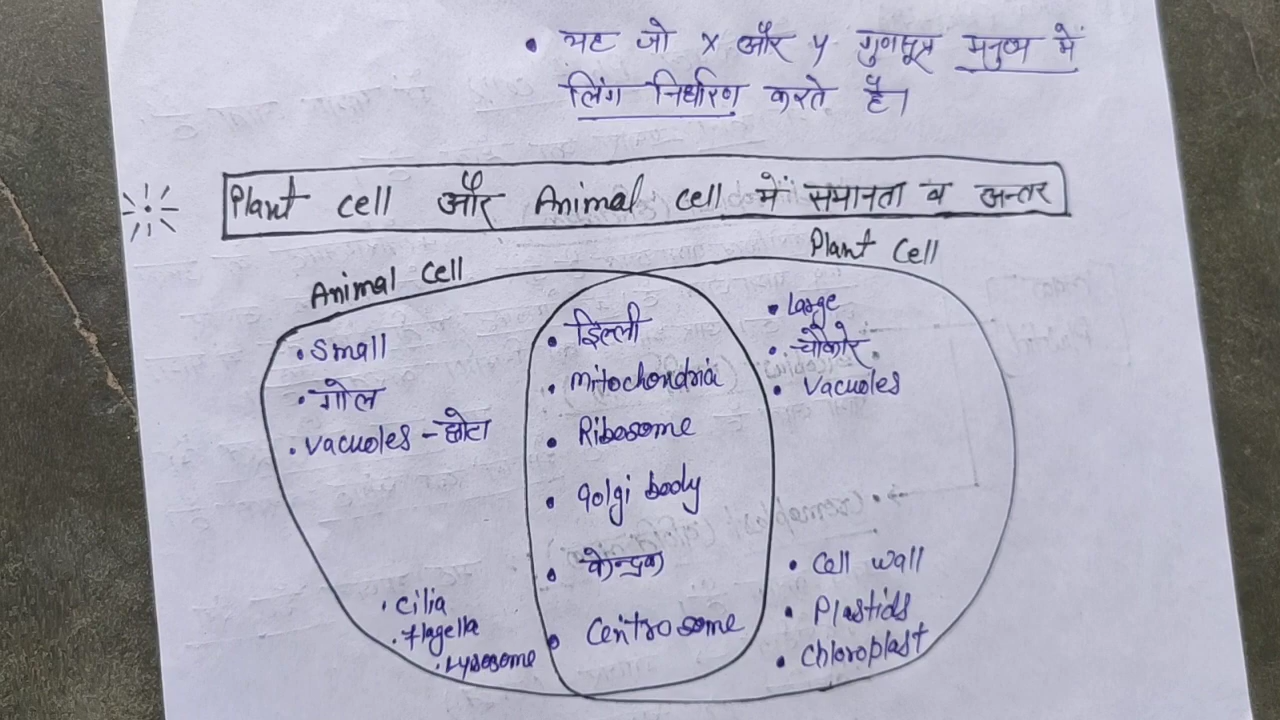 • यह जो X और Y गुणसूत्र मनुष्य में
लिंग निर्धारण करते है।
Plant cell और Animal cell में समानता व अन्तर
Animal Cell
Plant Cell
• Small
• गोल
• Vacuoles - छोटा
• Cilia
• Flagella
• Lysosome
• झिल्ली
• Mitochondria
• Ribosome
• Golgi body
• केन्द्रक
• Centrosome
• Large
• चौकोर
• Vacuoles
• Cell wall
• Plastids
• Chloroplast